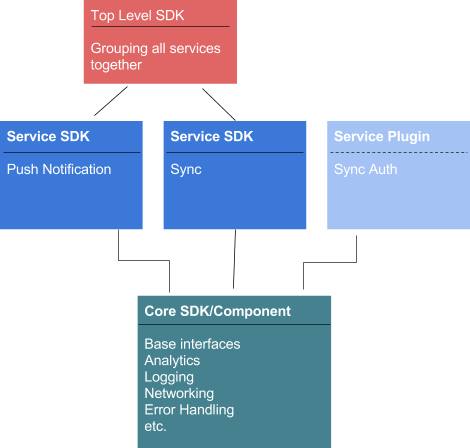 Top Level SDK
Grouping all services
together
Service SDK
Push Notification
Service SDK
Sync
Service Plugin
Sync Auth
Core SDK/Component
Base interfaces
Analytics
Logging
Networking
Error Handling
etc.